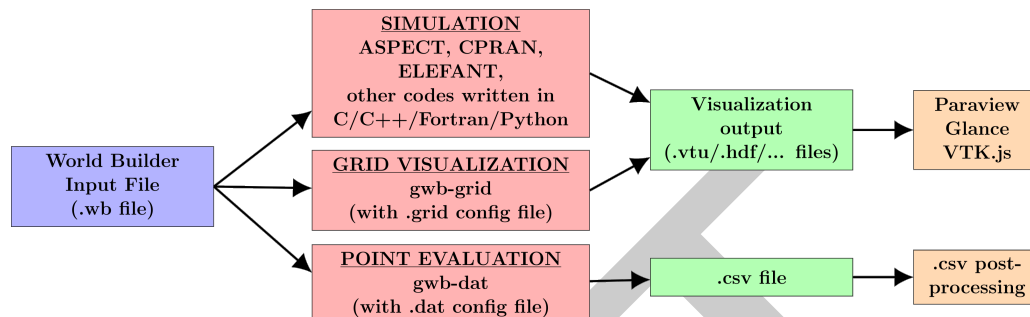 World Builder
Input File
(.wb file)
SIMULATION
ASPECT, CPRAN,
ELEFANT,
other codes written in
C/C++/Fortran/Python
GRID VISUALIZATION
gwb-grid
(with .grid config file)
POINT EVALUATION
gwb-dat
(with .dat config file)
Visualization
output
(.vtu/.hdf/... files)
.csv file
Paraview
Glance
VTK.js
.csv post-
processing